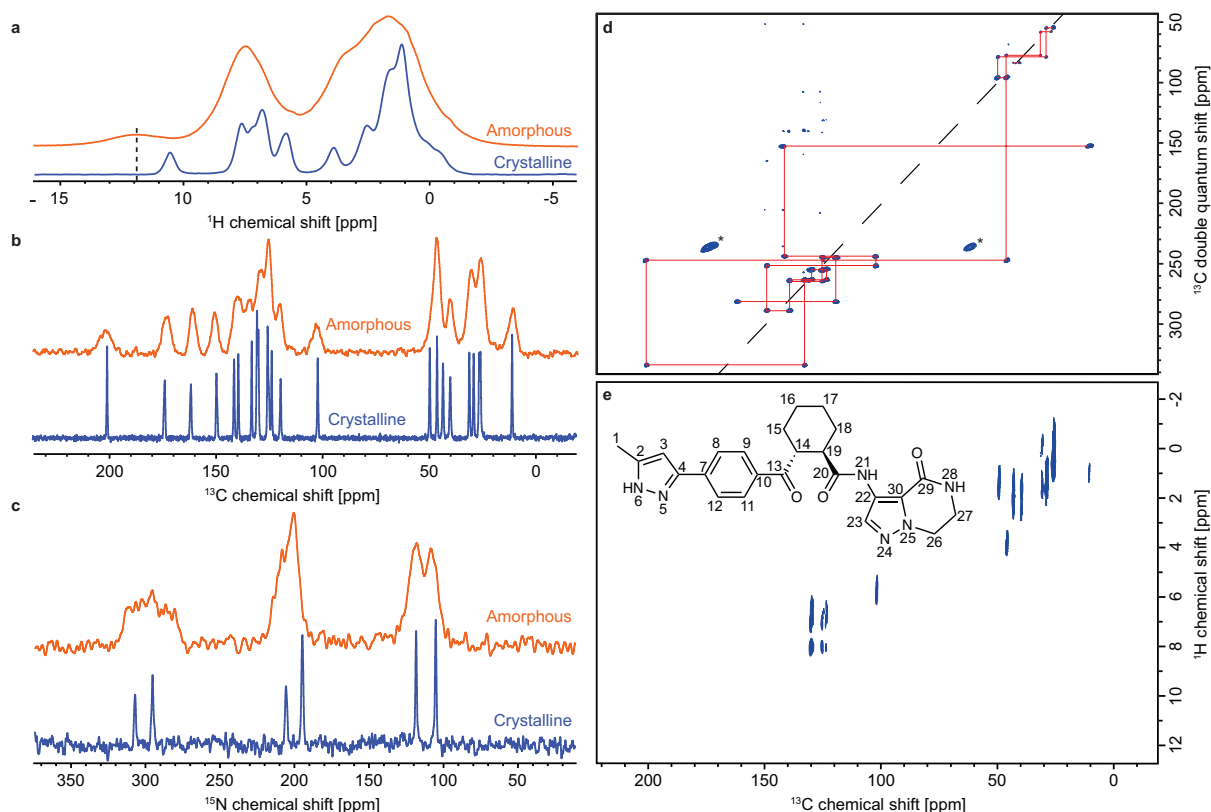 a
Amorphous
Crystalline
15 10 5 0 -5
¹H chemical shift [ppm]
b
Amorphous
Crystalline
200 150 100 50 0
¹³C chemical shift [ppm]
c
Amorphous
Crystalline
350 300 250 200 150 100 50
¹⁵N chemical shift [ppm]
d
*
*
50
100
150
200
250
300
¹³C double quantum shift [ppm]
e
1
2
3
4
5
N
NH
6
7
8
9
10
11
12
13
O
14
15
16
17
18
19
20
O
21
NH
22
23
24
N
25
N
26
27
28
NH
29
O
30
-2
0
2
4
6
8
10
12
¹H chemical shift [ppm]
200 150 100 50 0
¹³C chemical shift [ppm]